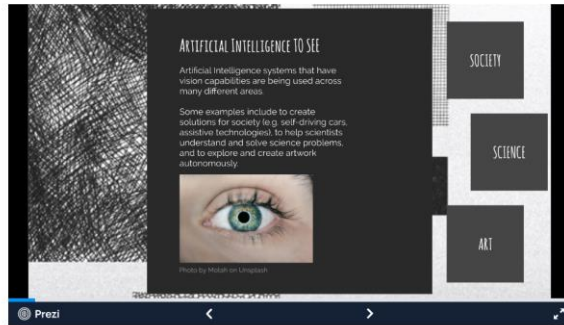 ARTIFICIAL INTELLIGENCE TO SEE
Artificial Intelligence systems that have
vision capabilities are being used across
many different areas.
Some examples include to create
solutions for society (e.g. self-driving cars,
assistive technologies), to help scientists
understand and solve science problems,
and to explore and create artwork
autonomously.
Photo by Motah on Unsplash
SOCIETY
SCIENCE
ART
Prezi